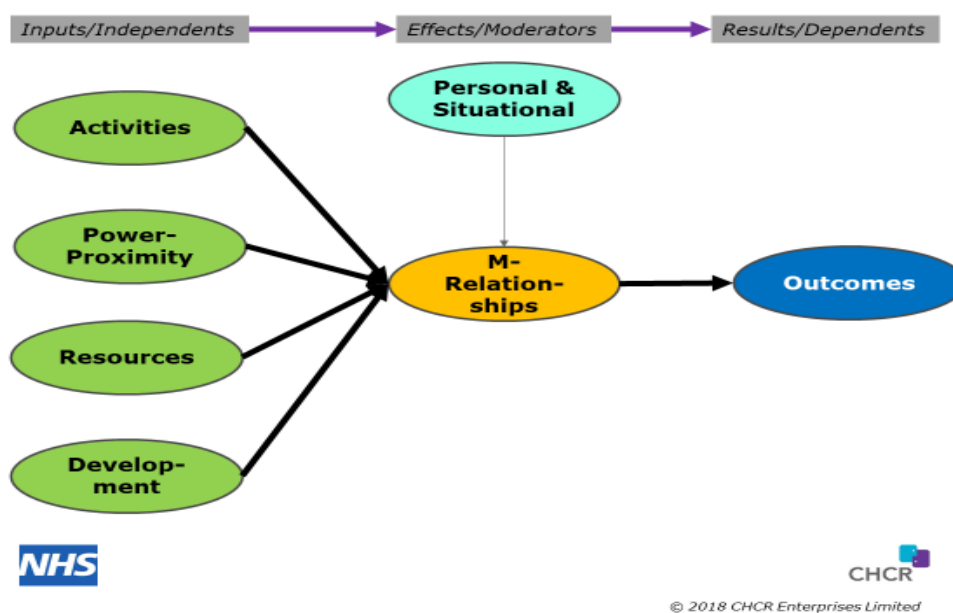 Inputs/Independents
Effects/Moderators
Results/Dependents
Personal &
Situational
Activities
Power-
Proximity
M-
Relation-
ships
Outcomes
Resources
Develop-
ment
NHS
CHCR
© 2018 CHCR Enterprises Limited